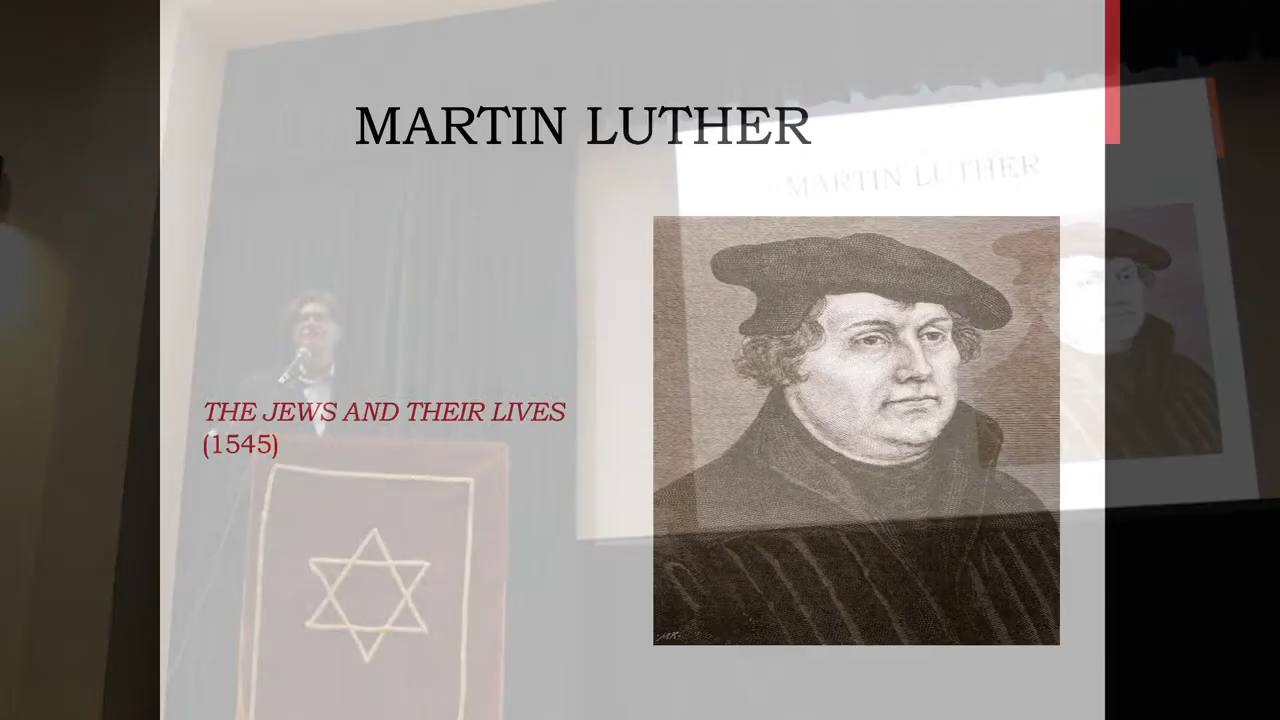 MARTIN LUTHER
MARTIN LUTHER
THE JEWS AND THEIR LIVES
(1545)